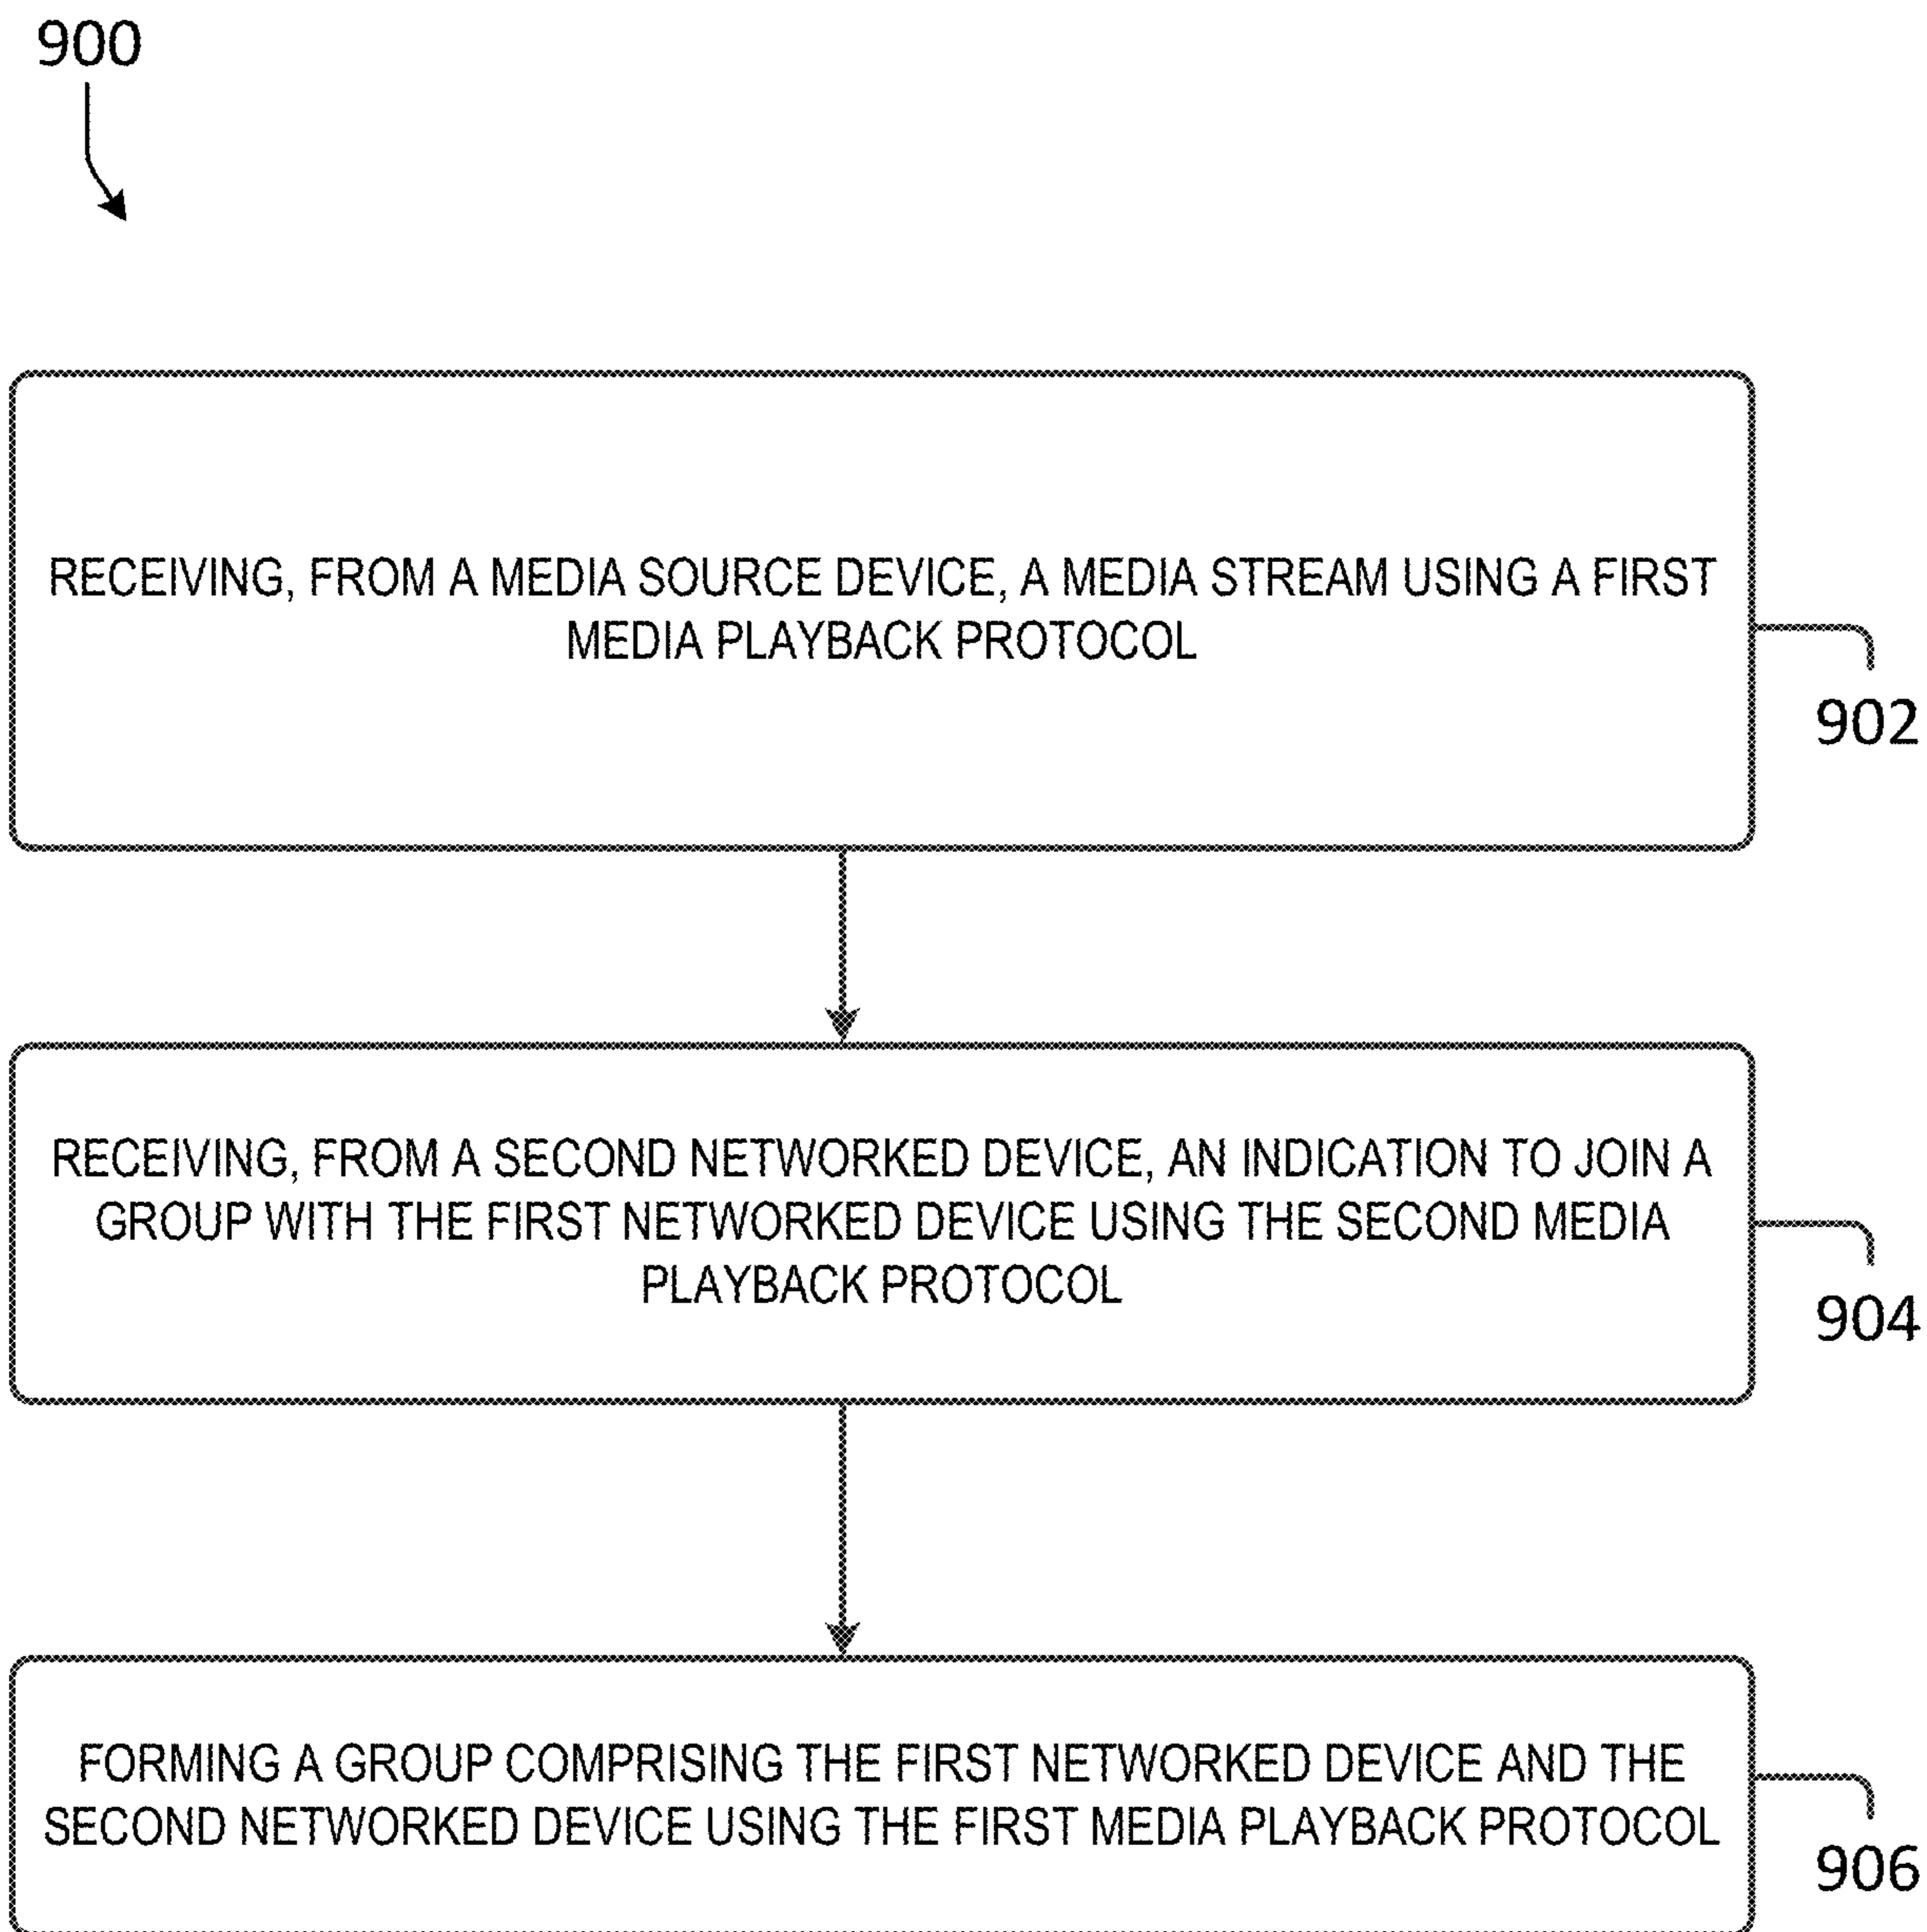 900
RECEIVING, FROM A MEDIA SOURCE DEVICE, A MEDIA STREAM USING A FIRST
MEDIA PLAYBACK PROTOCOL
902
RECEIVING, FROM A SECOND NETWORKED DEVICE, AN INDICATION TO JOIN A
GROUP WITH THE FIRST NETWORKED DEVICE USING THE SECOND MEDIA
PLAYBACK PROTOCOL
904
FORMING A GROUP COMPRISING THE FIRST NETWORKED DEVICE AND THE
SECOND NETWORKED DEVICE USING THE FIRST MEDIA PLAYBACK PROTOCOL
906